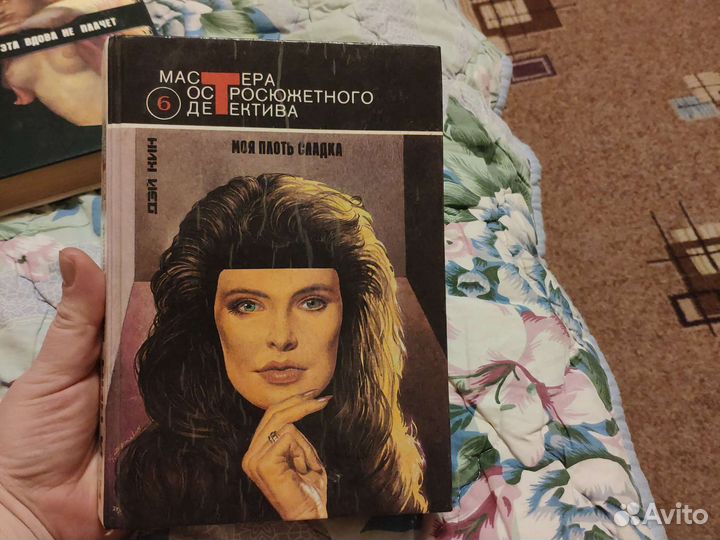 ЭТА ВДОВА НЕ ПЛАЧЕТ
МАСТЕРА
6
ОСТРОСЮЖЕТНОГО
ДЕТЕКТИВА
МОЯ ПЛОТЬ СЛАДКА
ДЭЙ КИН
Avito